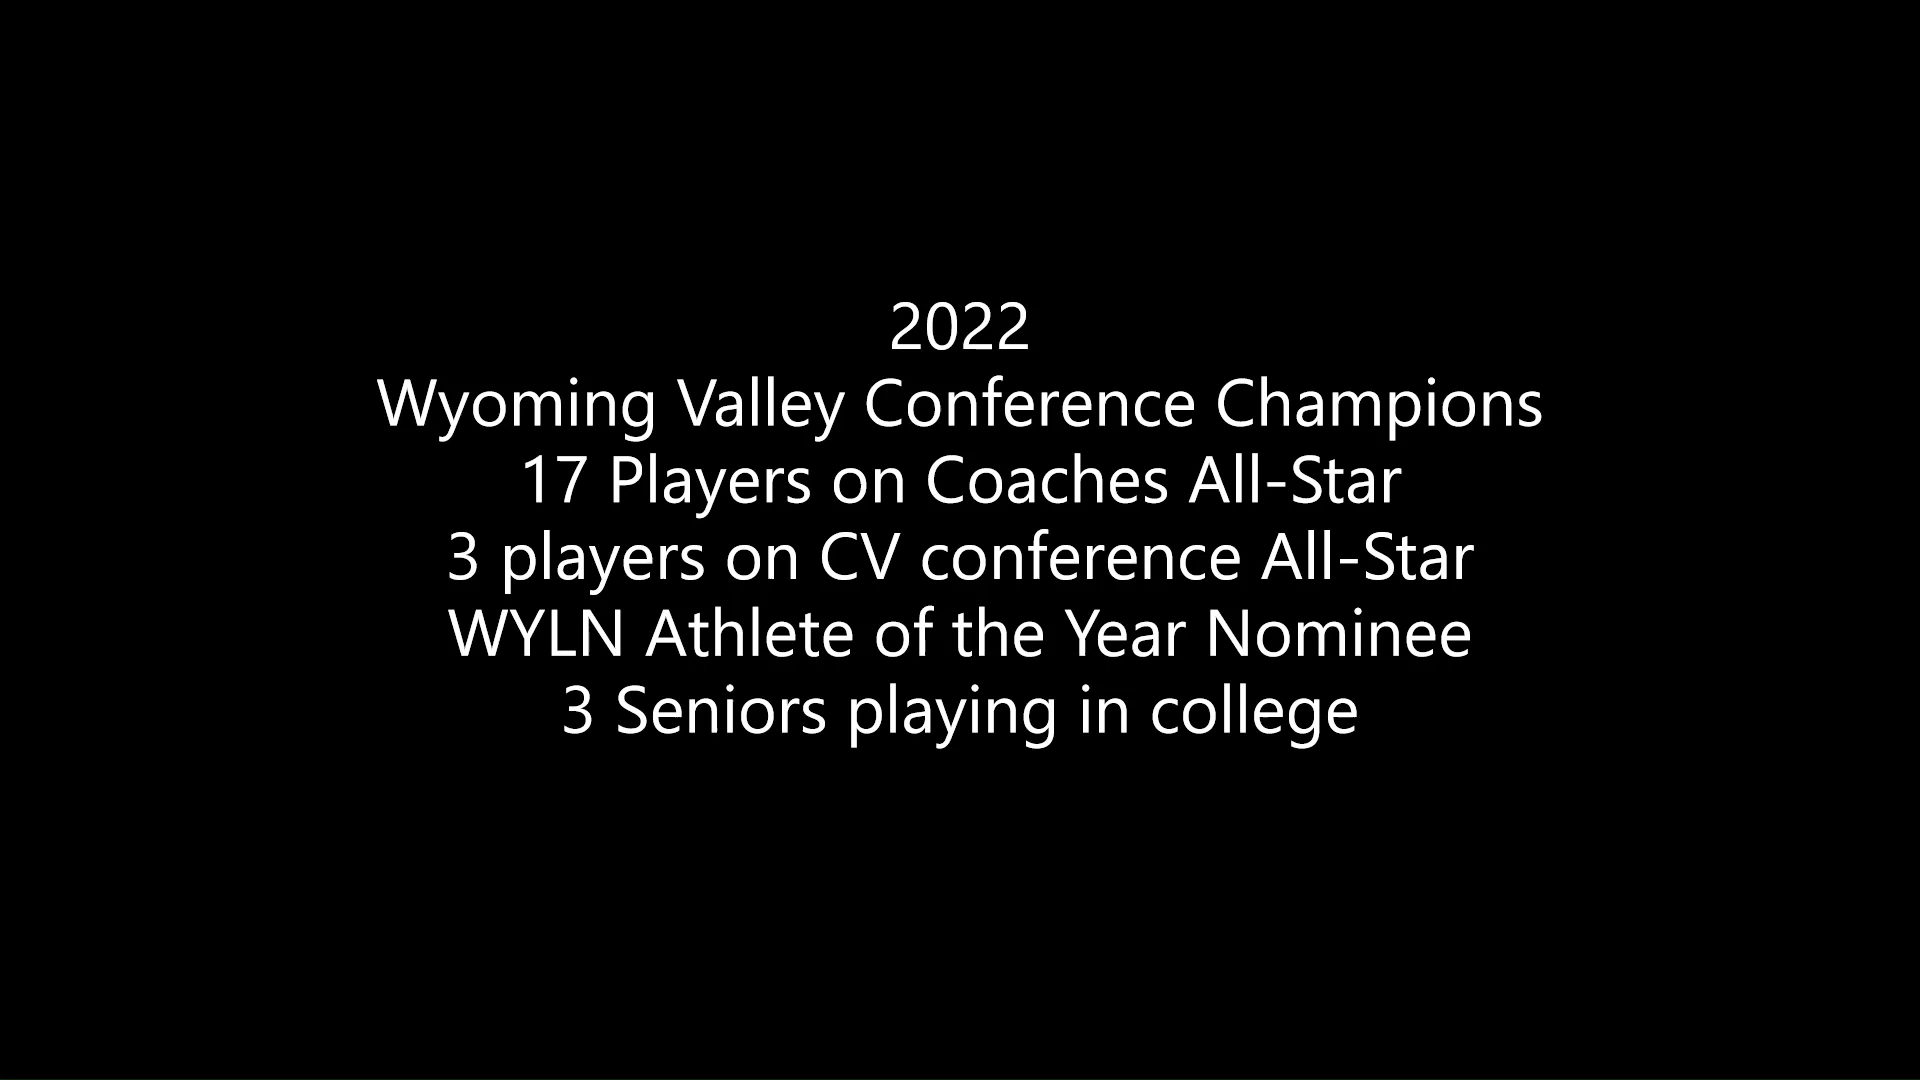 2022
Wyoming Valley Conference Champions
17 Players on Coaches All-Star
3 players on CV conference All-Star
WYLN Athlete of the Year Nominee
3 Seniors playing in college